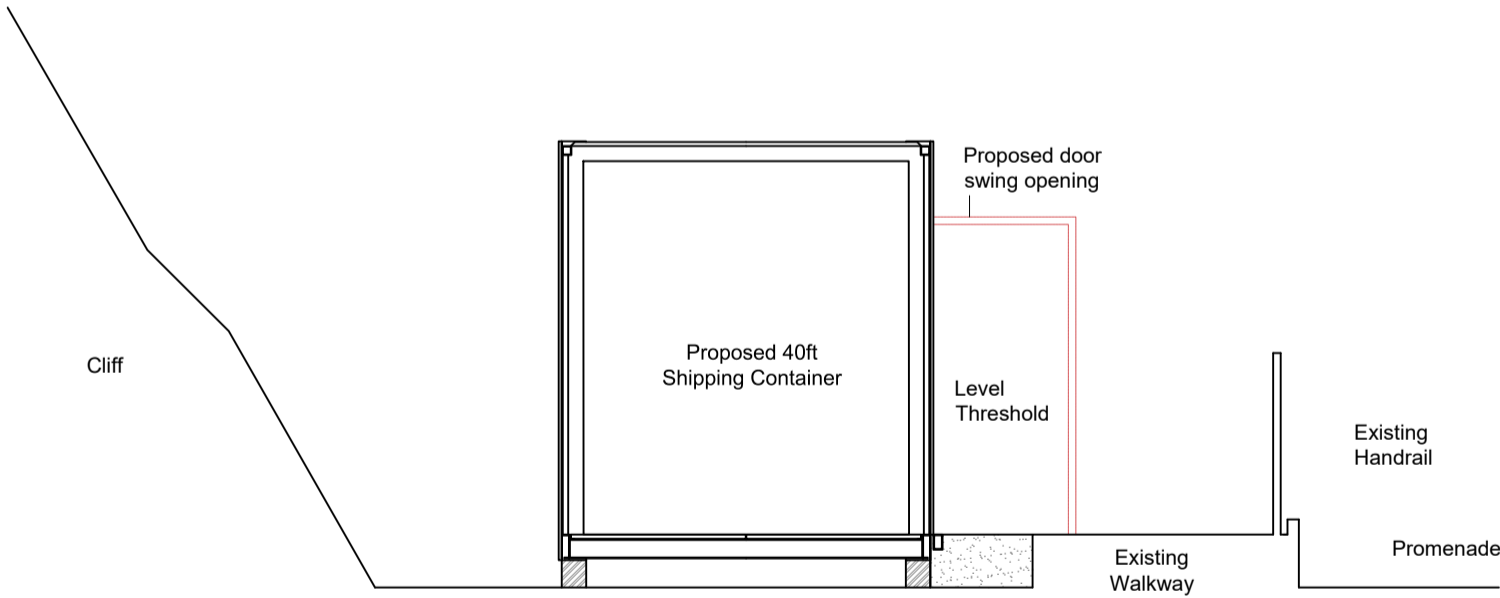 Proposed door
swing opening
Cliff
Proposed 40ft
Shipping Container
Level
Threshold
Existing
Handrail
Existing
Walkway
Promenade